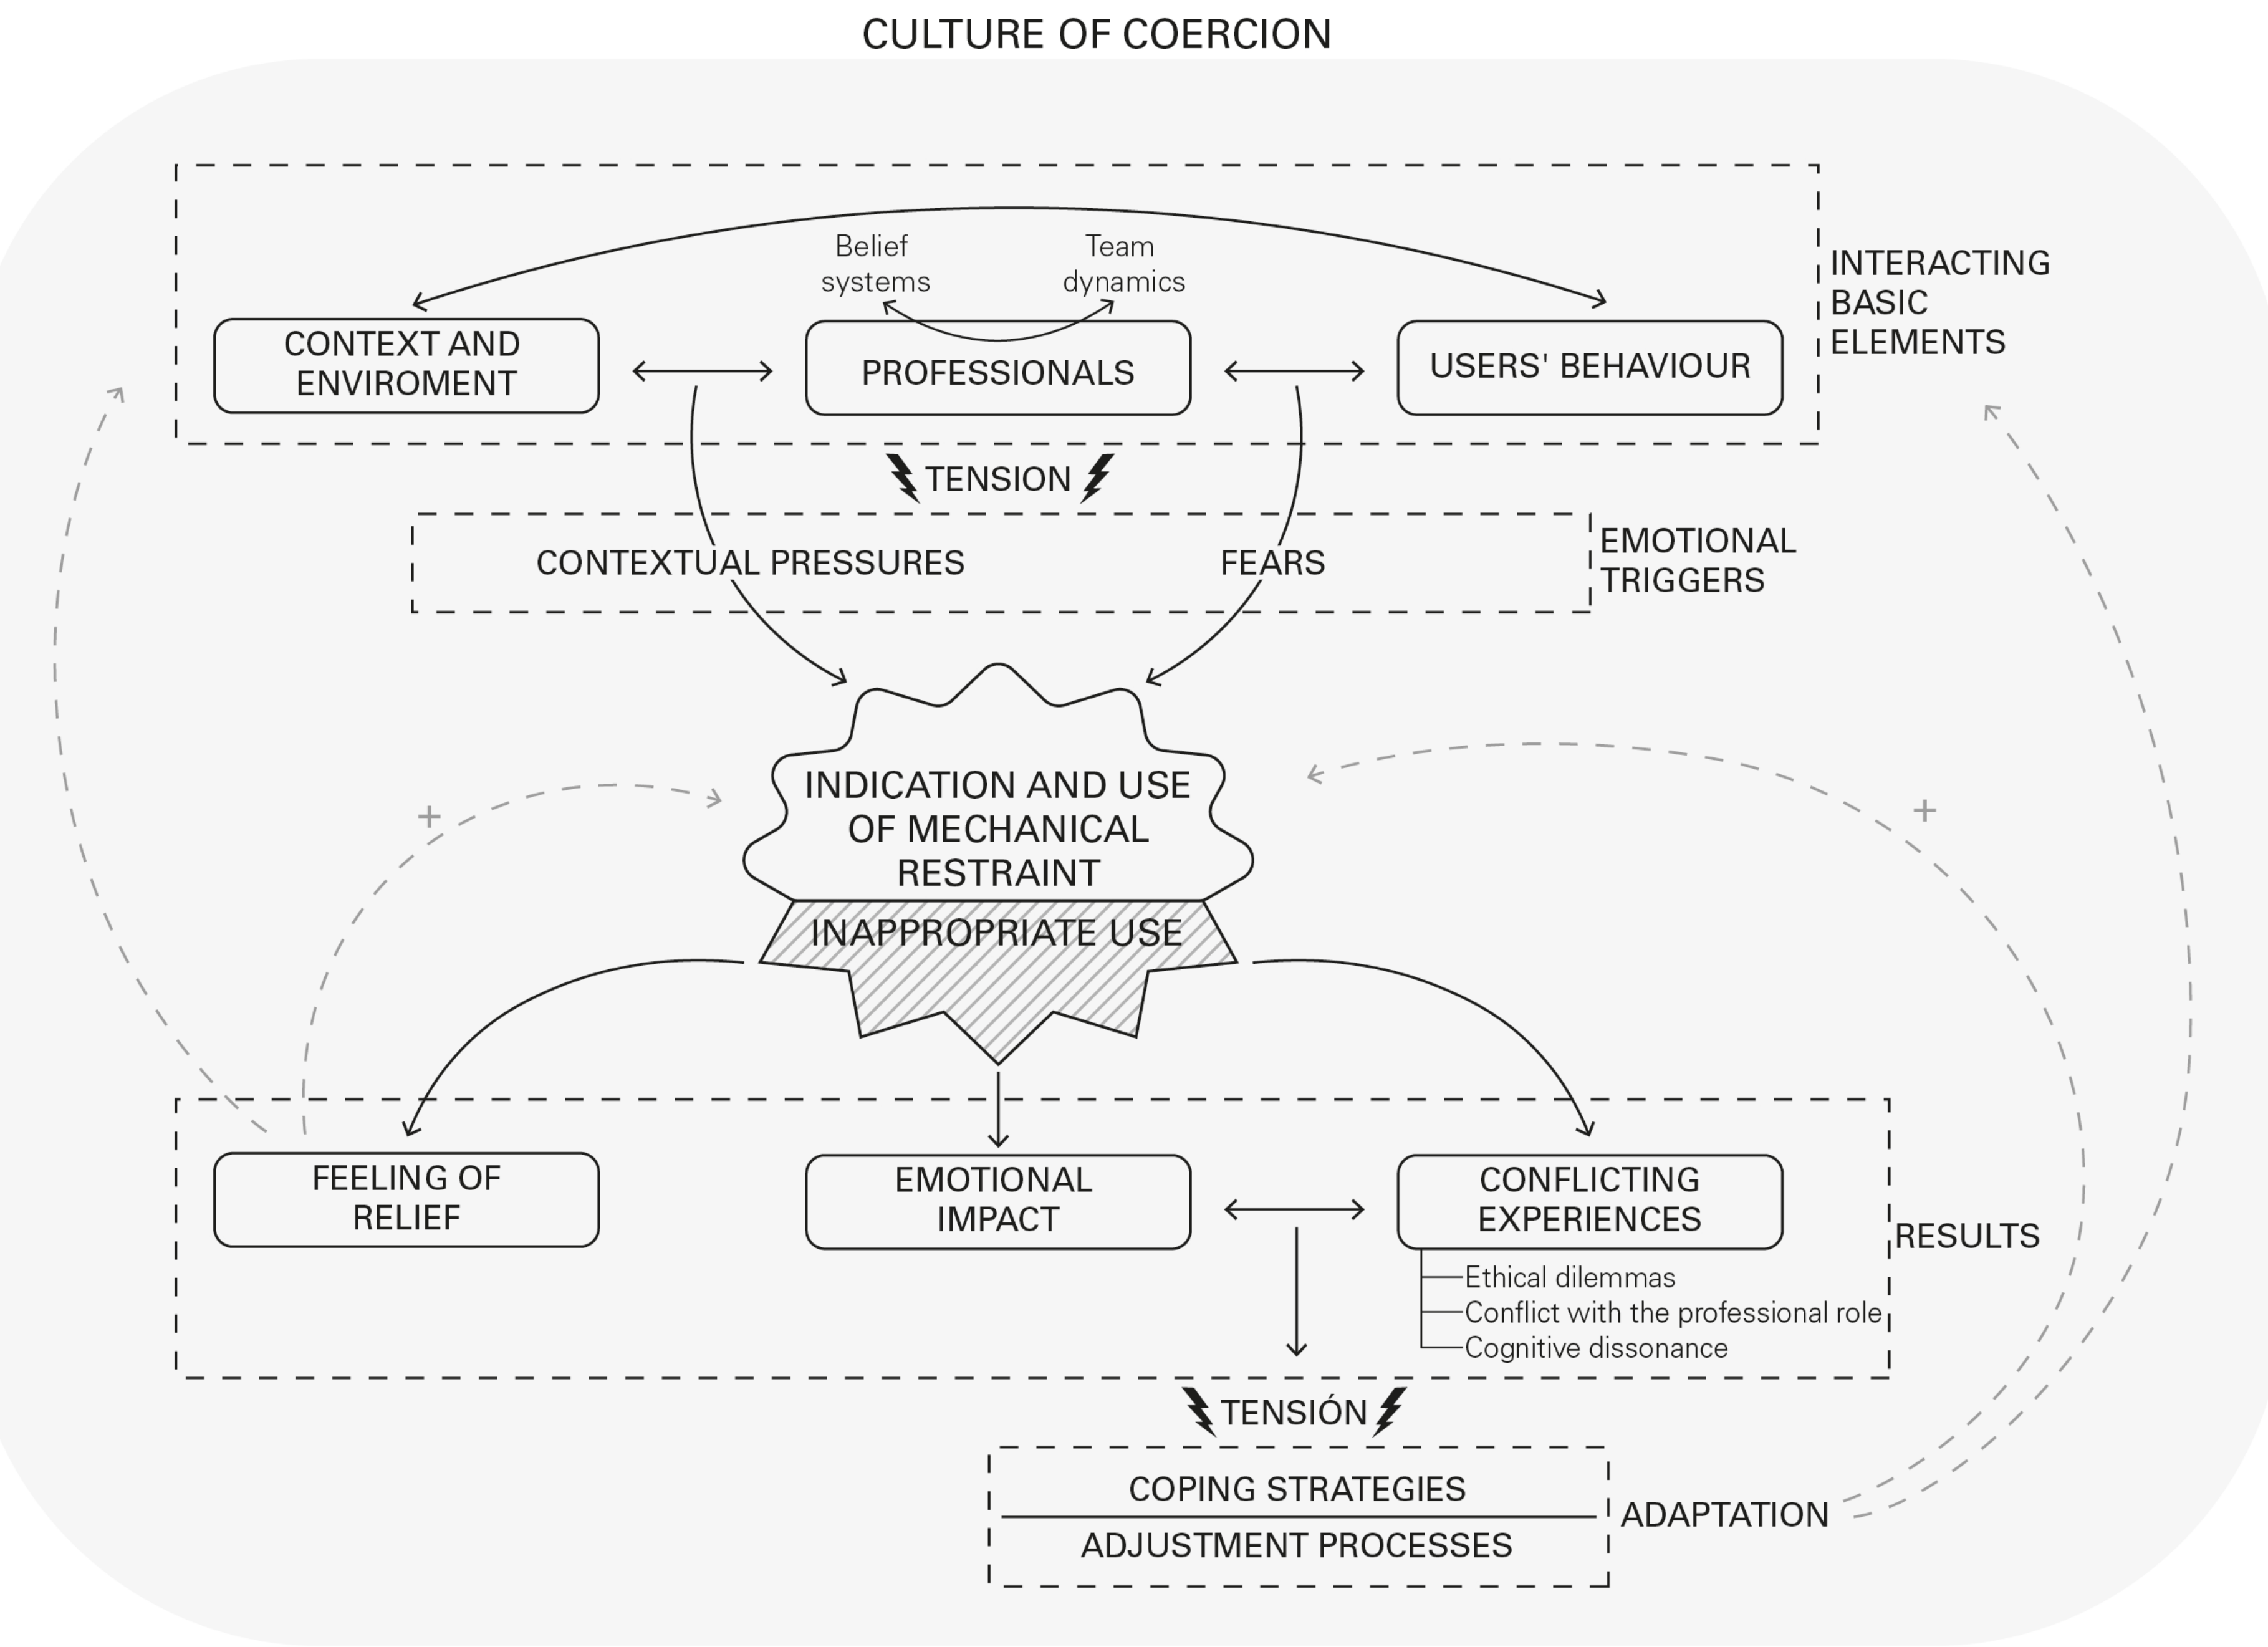 CULTURE OF COERCION
Belief
systems
Team
dynamics
CONTEXT AND
ENVIROMENT
PROFESSIONALS
USERS' BEHAVIOUR
INTERACTING
BASIC
ELEMENTS
TENSION
CONTEXTUAL PRESSURES
FEARS
EMOTIONAL
TRIGGERS
INDICATION AND USE
OF MECHANICAL
RESTRAINT
+
+
INAPPROPRIATE USE
FEELING OF
RELIEF
EMOTIONAL
IMPACT
CONFLICTING
EXPERIENCES
Ethical dilemmas
Conflict with the professional role
Cognitive dissonance
RESULTS
TENSIÓN
COPING STRATEGIES
ADJUSTMENT PROCESSES
ADAPTATION